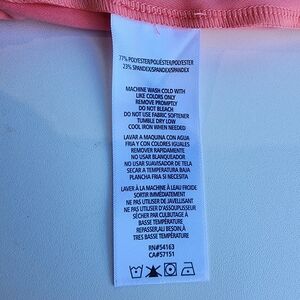 77% POLYESTER/POLIÉSTER/POLYESTER
23% SPANDEX/SPANDEX/SPANDEX
MACHINE WASH COLD WITH
LIKE COLORS ONLY
REMOVE PROMPTLY
DO NOT BLEACH
DO NOT USE FABRIC SOFTENER
TUMBLE DRY LOW
COOL IRON WHEN NEEDED
LAVAR A MAQUINA CON AGUA
FRIA Y CON COLORES IGUALES
REMOVER RAPIDAMENTE
NO USAR BLANQUEADOR
NO USAR SUAVISADOR DE TELA
SECAR A TEMPERATURA BAJA
PLANCHA FRIA SI NECESITA
LAVER À LA MACHINE À L'EAU FROIDE
SORTIR IMMÉDIATEMENT
NE PAS UTILISER DE JAVELLISANT
NE PAS UTILISER D'ASSOUPLISSEUR
SÉCHER PAR CULBUTAGE À
BASSE TEMPÉRATURE
REPASSER,AU BESOIN,À
TRES BASSE TEMPÉRATURE
RN#54163
CA#57151